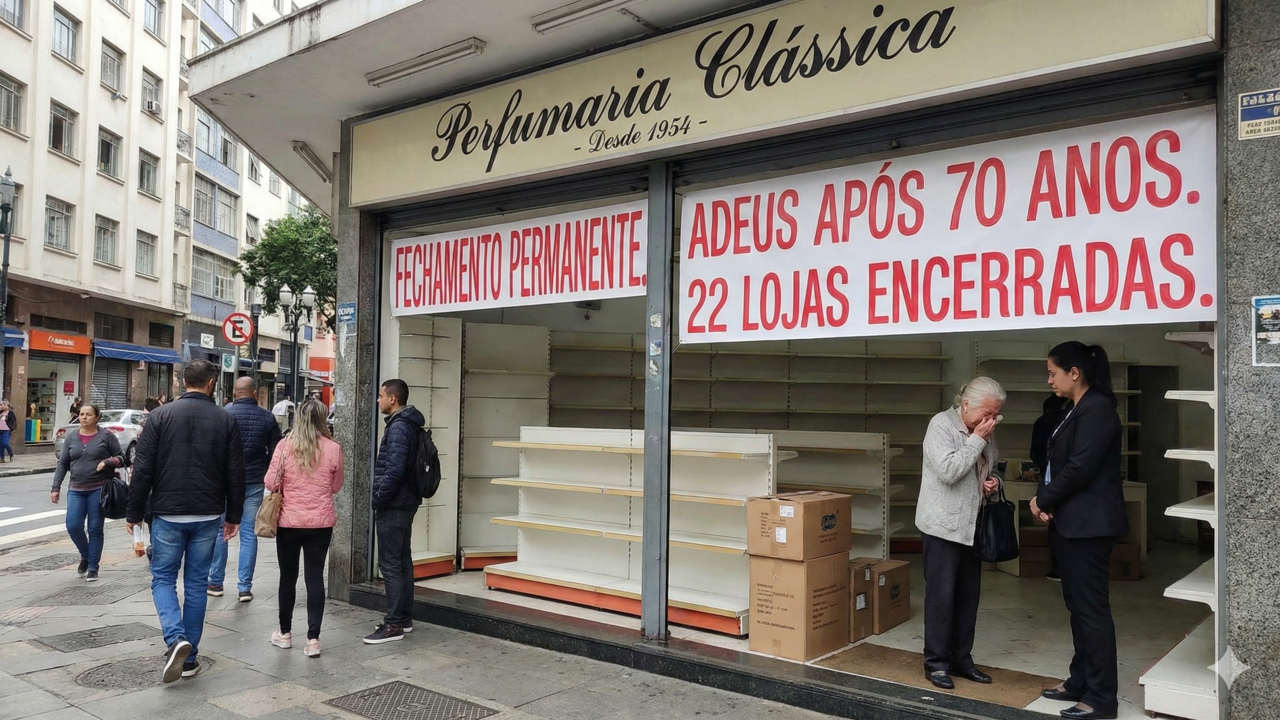 Perfumaria Clássica
- Desde 1954 -
FECHAMENTO PERMANENTE.
ADEUS APÓS 70 ANOS.
22 LOJAS ENCERRADAS.
E